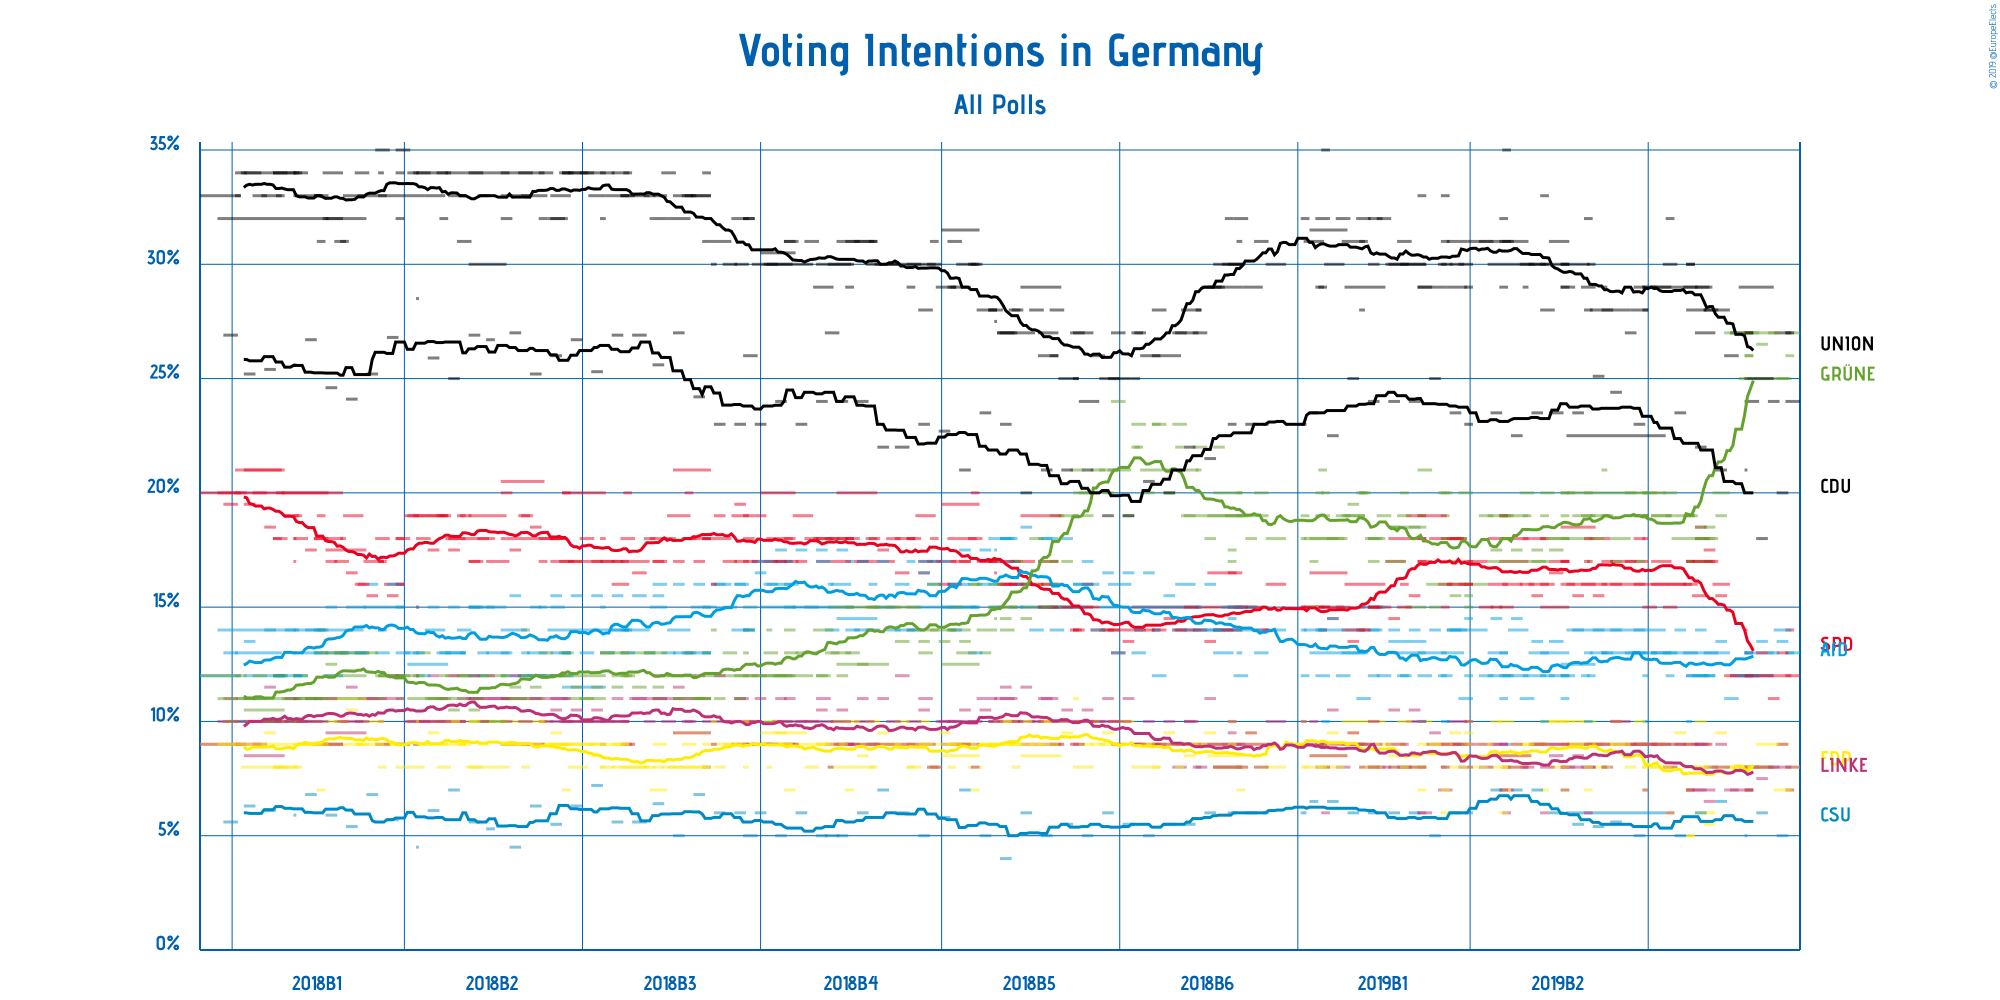 Voting Intentions in Germany
© 2019 @EuropeElects
All Polls
35%
30%
25%
20%
15%
10%
5%
0%
UNION
GRÜNE
CDU
SPD
AfD
FDP
LINKE
CSU
2018B1 2018B2 2018B3 2018B4 2018B5 2018B6 2019B1 2019B2